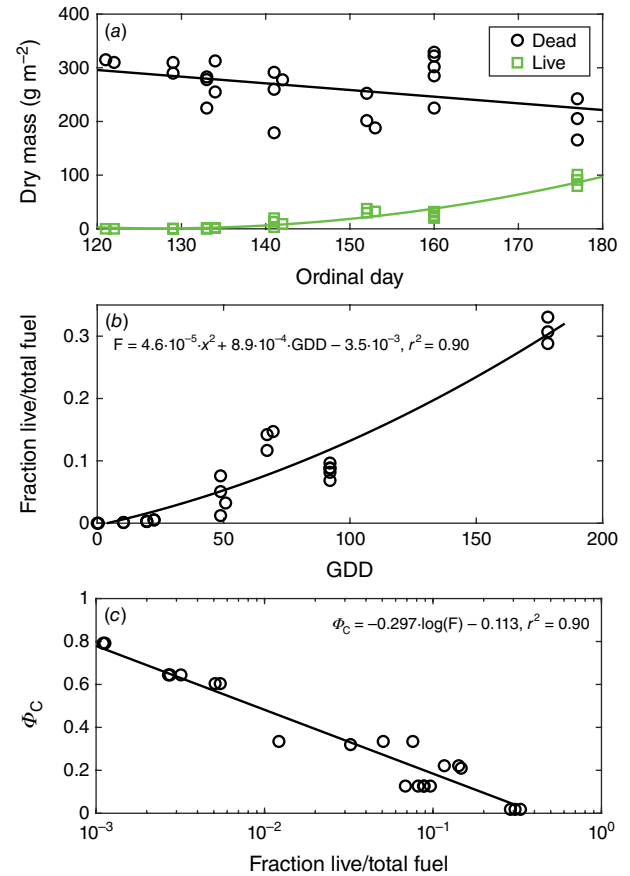 (a)
Dead
Live
Dry mass (g m−2)
400
300
200
100
0
120 130 140 150 160 170 180
Ordinal day
(b)
F = 4.6·10−5·x2 + 8.9·10−4·GDD − 3.5·10−3, r2 = 0.90
Fraction live/total fuel
0.3
0.2
0.1
0
0 50 100 150 200
GDD
(c)
ΦC = −0.297·log(F) − 0.113, r2 = 0.90
ΦC
1
0.8
0.6
0.4
0.2
0
10−3 10−2 10−1 100
Fraction live/total fuel